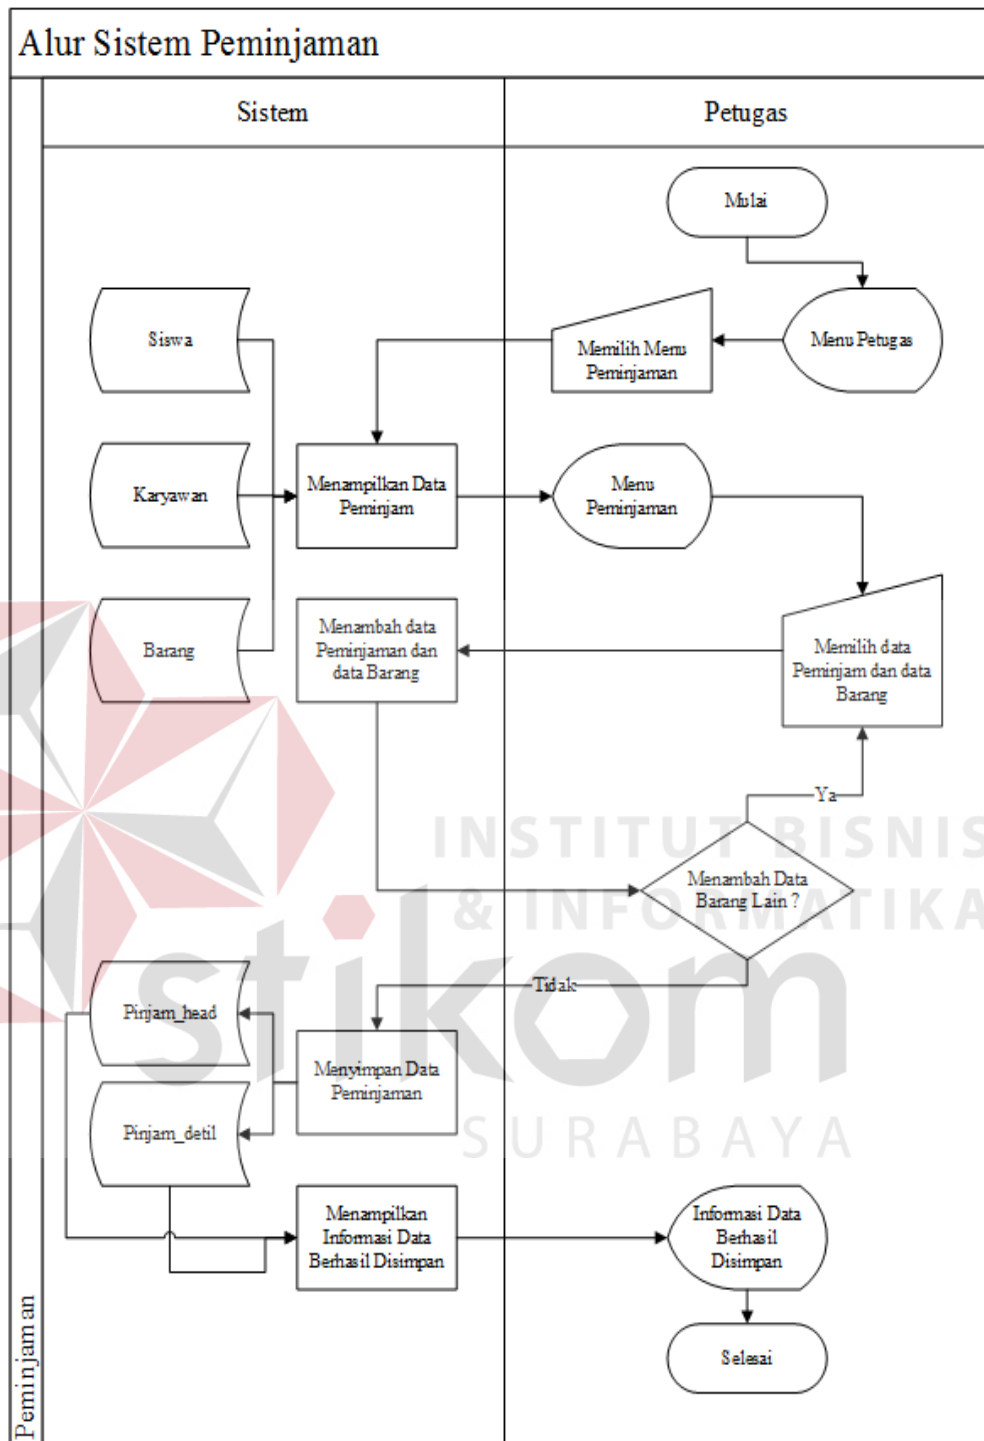 Alur Sistem Peminjaman
Sistem
Petugas
Mulai
Menu Petugas
Memilih Menu
Peminjaman
Siswa
Karyawan
Barang
Menampilkan Data
Peminjam
Menu
Peminjaman
Memilih data
Peminjam dan data
Barang
Menambah data
Peminjaman dan
data Barang
Ya
Menambah Data
Barang Lain ?
Tidak
Menyimpan Data
Peminjaman
Pinjam_head
Pinjam_detil
Menampilkan
Informasi Data
Berhasil Disimpan
Informasi Data
Berhasil
Disimpan
Selesai
Peminjaman
INSTITUT BISNIS
& INFORMATIKA
stikom
SURABAYA